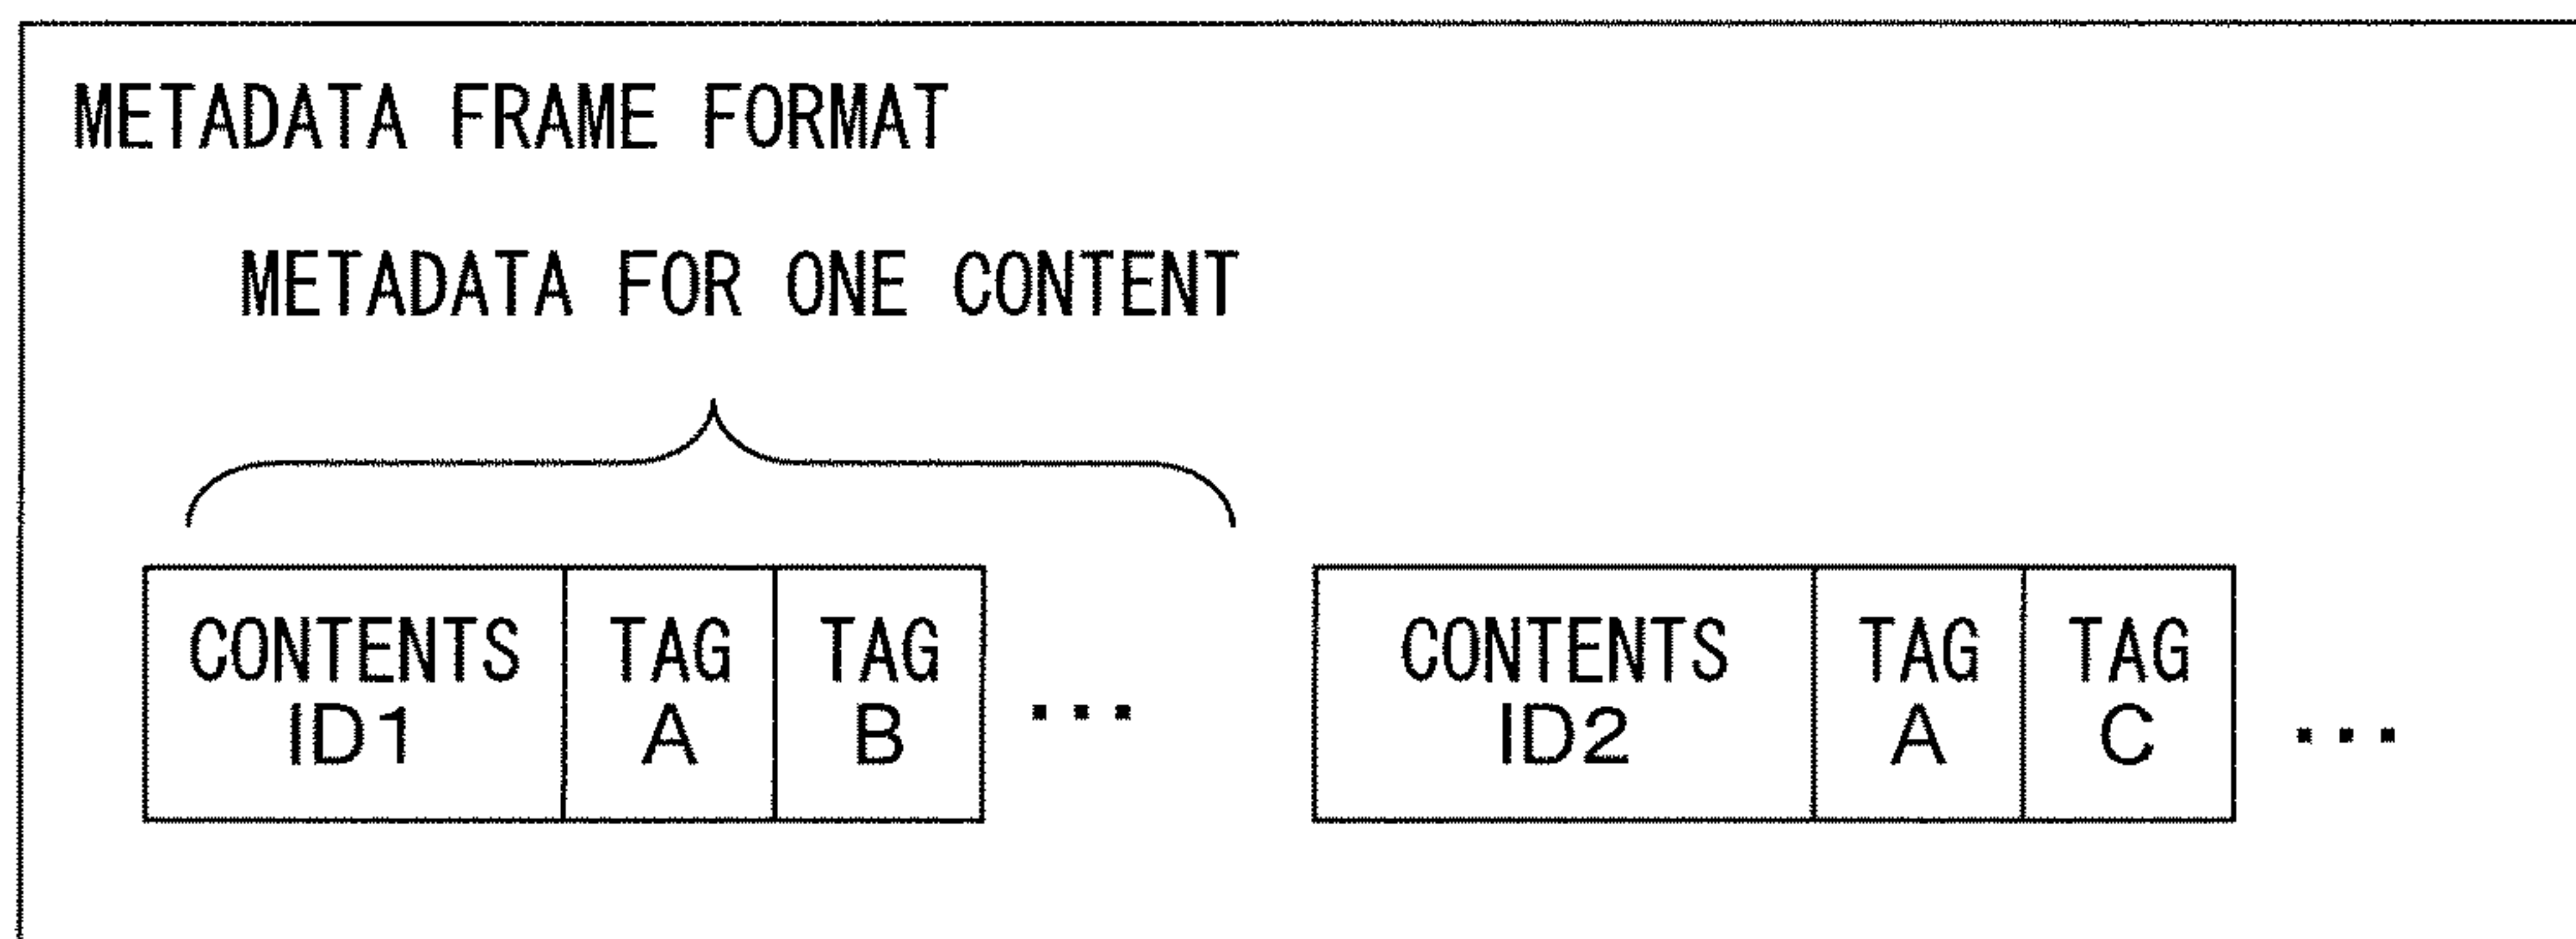 METADATA FRAME FORMAT
METADATA FOR ONE CONTENT
CONTENTS ID1 TAG A TAG B ... CONTENTS ID2 TAG A TAG C ...